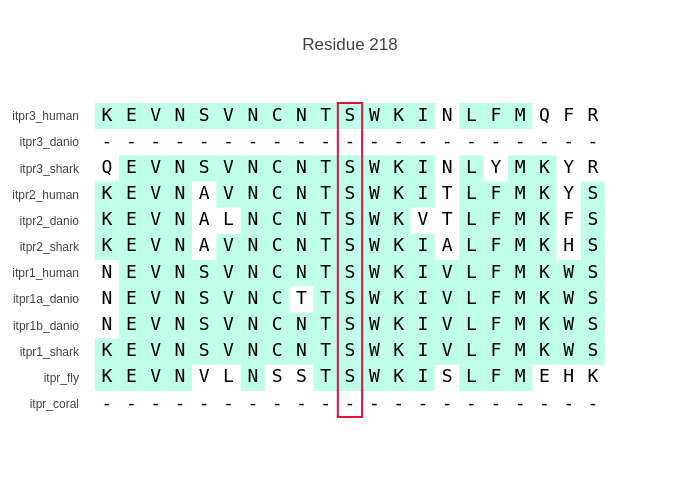 Residue 218
itpr3_human K E V N S V N C N T S W K I N L F M Q F R
itpr3_danio - - - - - - - - - - - - - - - - - - - - -
itpr3_shark Q E V N S V N C N T S W K I N L Y M K Y R
itpr2_human K E V N A V N C N T S W K I T L F M K Y S
itpr2_danio K E V N A L N C N T S W K V T L F M K F S
itpr2_shark K E V N A V N C N T S W K I A L F M K H S
itpr1_human N E V N S V N C N T S W K I V L F M K W S
itpr1a_danio N E V N S V N C T T S W K I V L F M K W S
itpr1b_danio N E V N S V N C N T S W K I V L F M K W S
itpr1_shark K E V N S V N C N T S W K I V L F M K W S
itpr_fly K E V N V L N S S T S W K I S L F M E H K
itpr_coral - - - - - - - - - - - - - - - - - - - - -